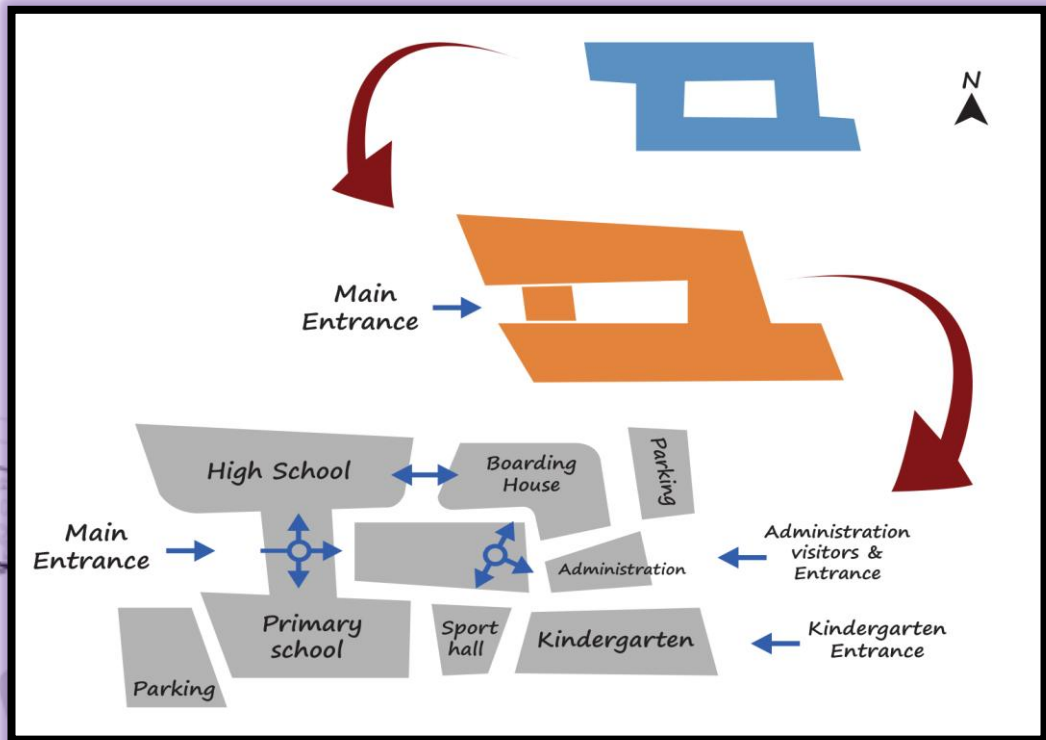 N
Main
Entrance
High School
Boarding
House
Parking
Main
Entrance
Administration
visitors &
Entrance
Administration
Primary
school
Sport
hall
Kindergarten
Kindergarten
Entrance
Parking